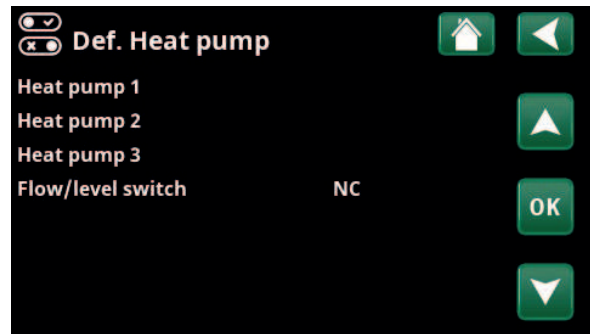 Def. Heat pump
Heat pump 1
Heat pump 2
Heat pump 3
Flow/level switch NC
OK